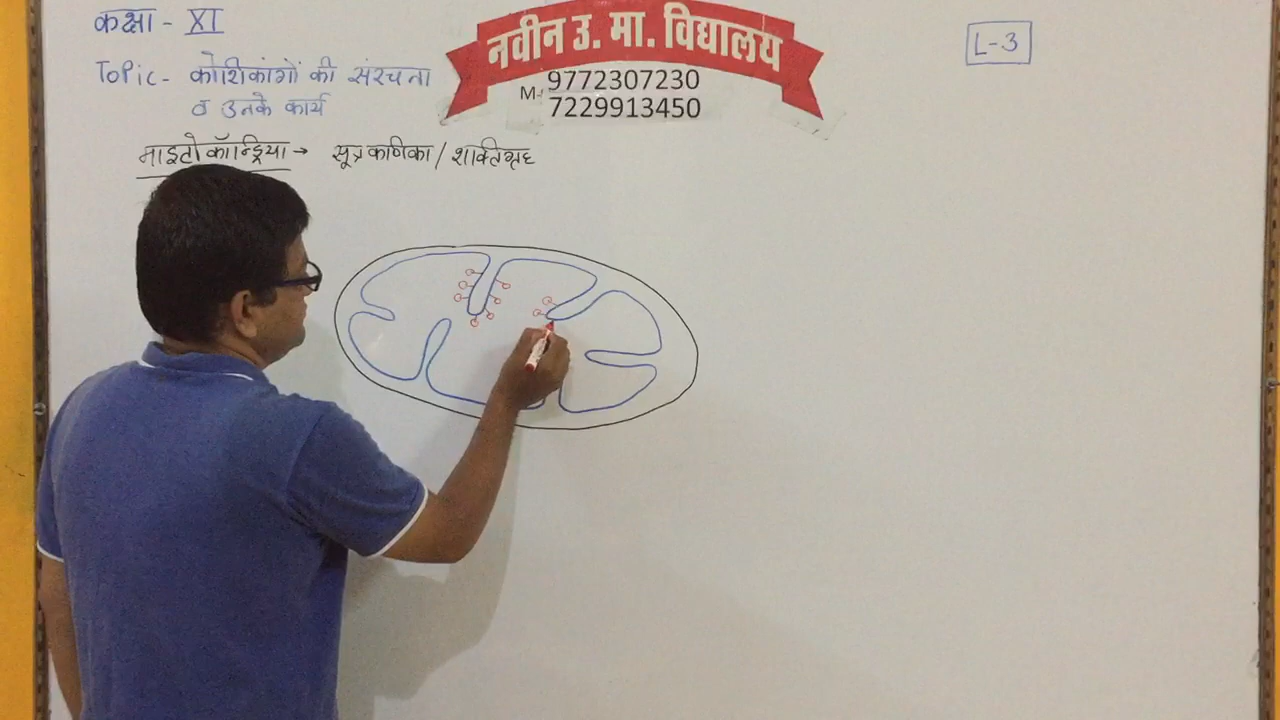 कक्षा - XI
नवीन उ. मा. विद्यालय
L-3
Topic - कोशिकांगों की संरचना
व उनके कार्य
M- 9772307230
7229913450
माइटोकॉन्ड्रिया → सूत्रकणिका / शक्तिगृह